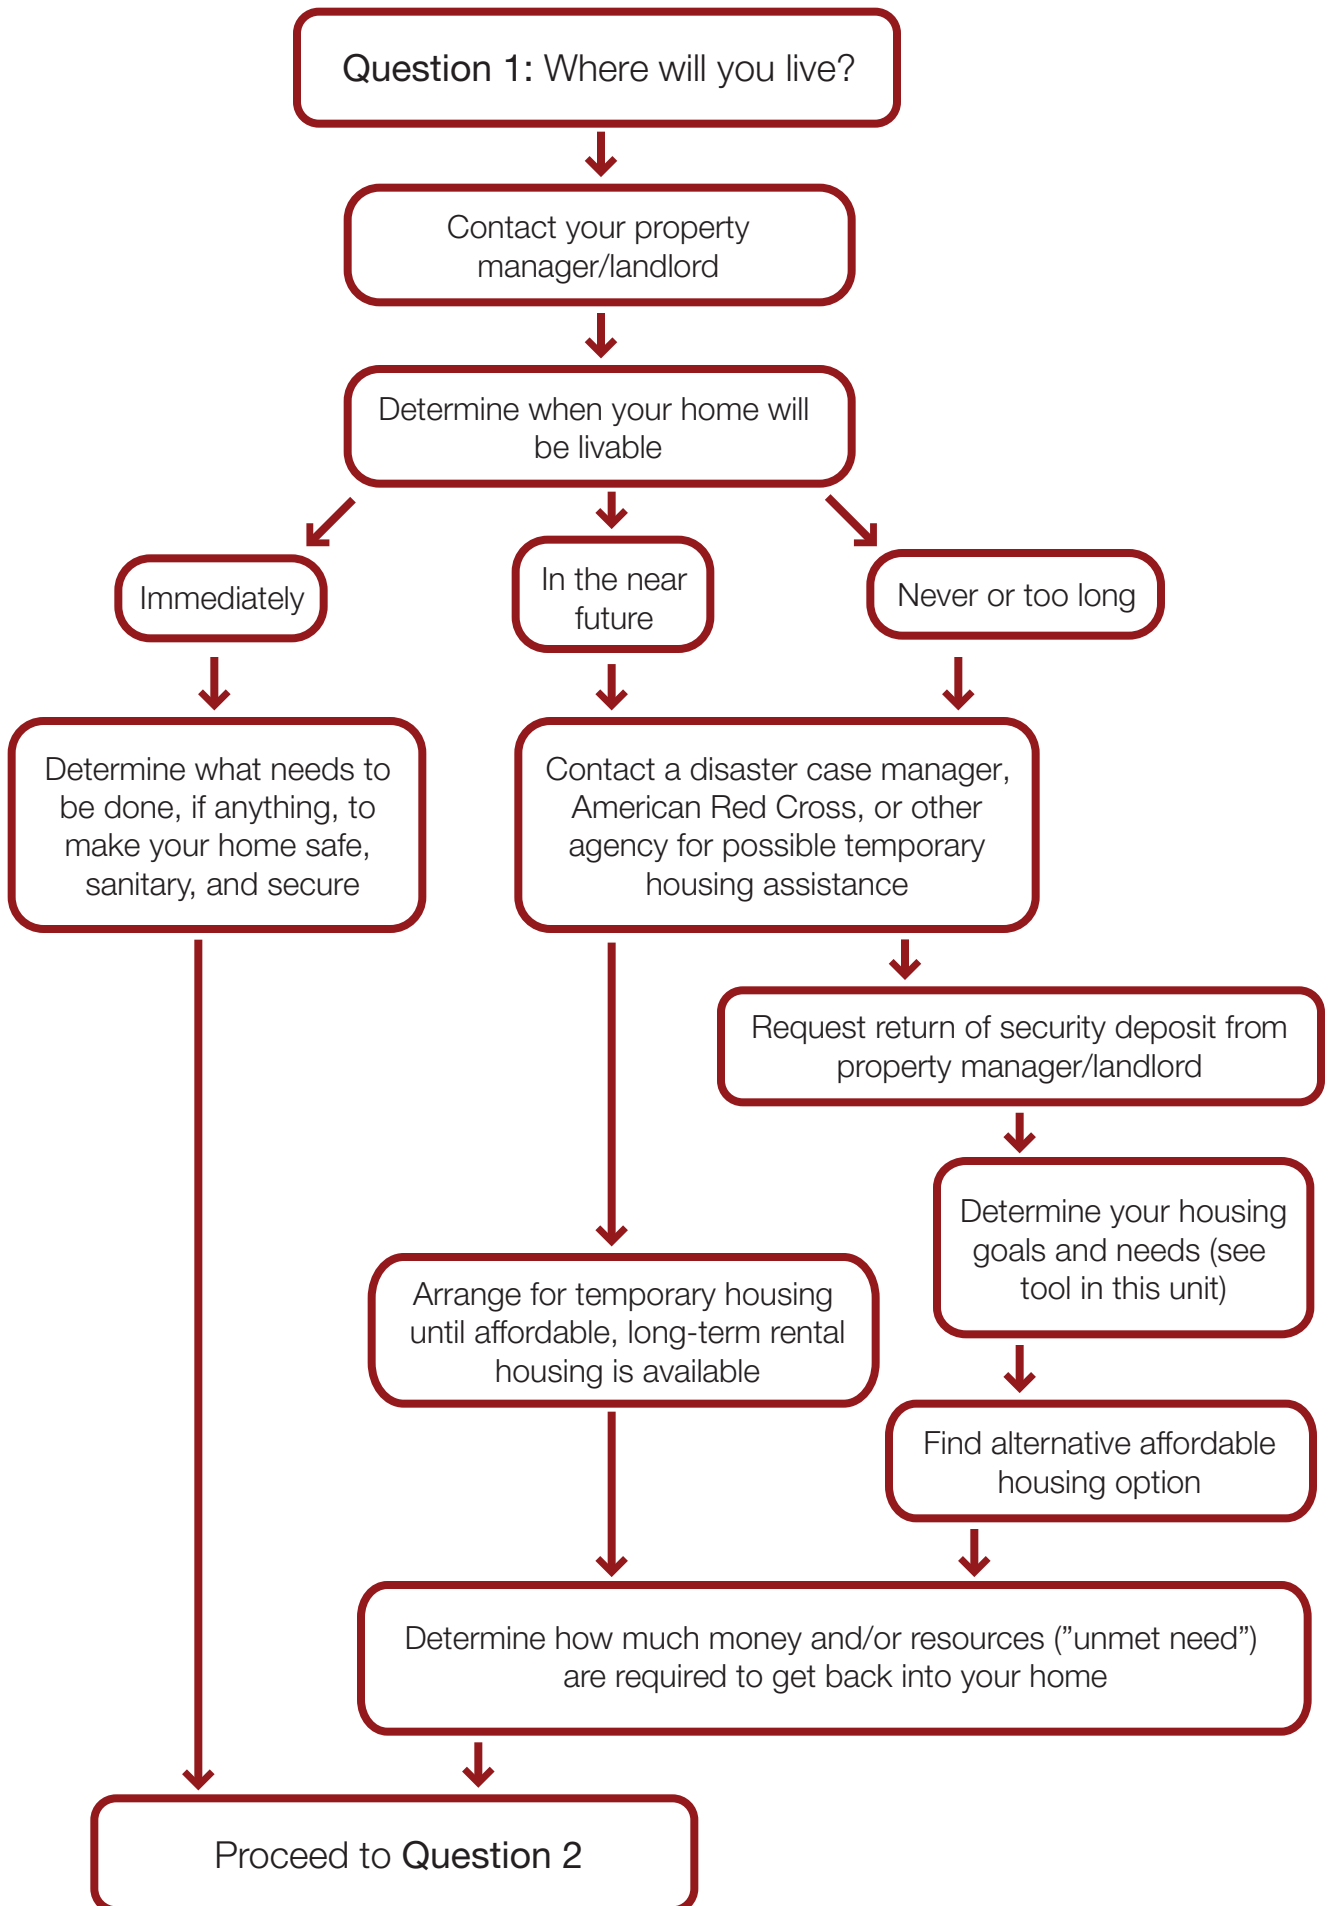 Question 1: Where will you live?
Contact your property
manager/landlord
Determine when your home will
be livable
Immediately
In the near
future
Never or too long
Determine what needs to
be done, if anything, to
make your home safe,
sanitary, and secure
Contact a disaster case manager,
American Red Cross, or other
agency for possible temporary
housing assistance
Request return of security deposit from
property manager/landlord
Determine your housing
goals and needs (see
tool in this unit)
Arrange for temporary housing
until affordable, long-term rental
housing is available
Find alternative affordable
housing option
Determine how much money and/or resources (”unmet need”)
are required to get back into your home
Proceed to Question 2